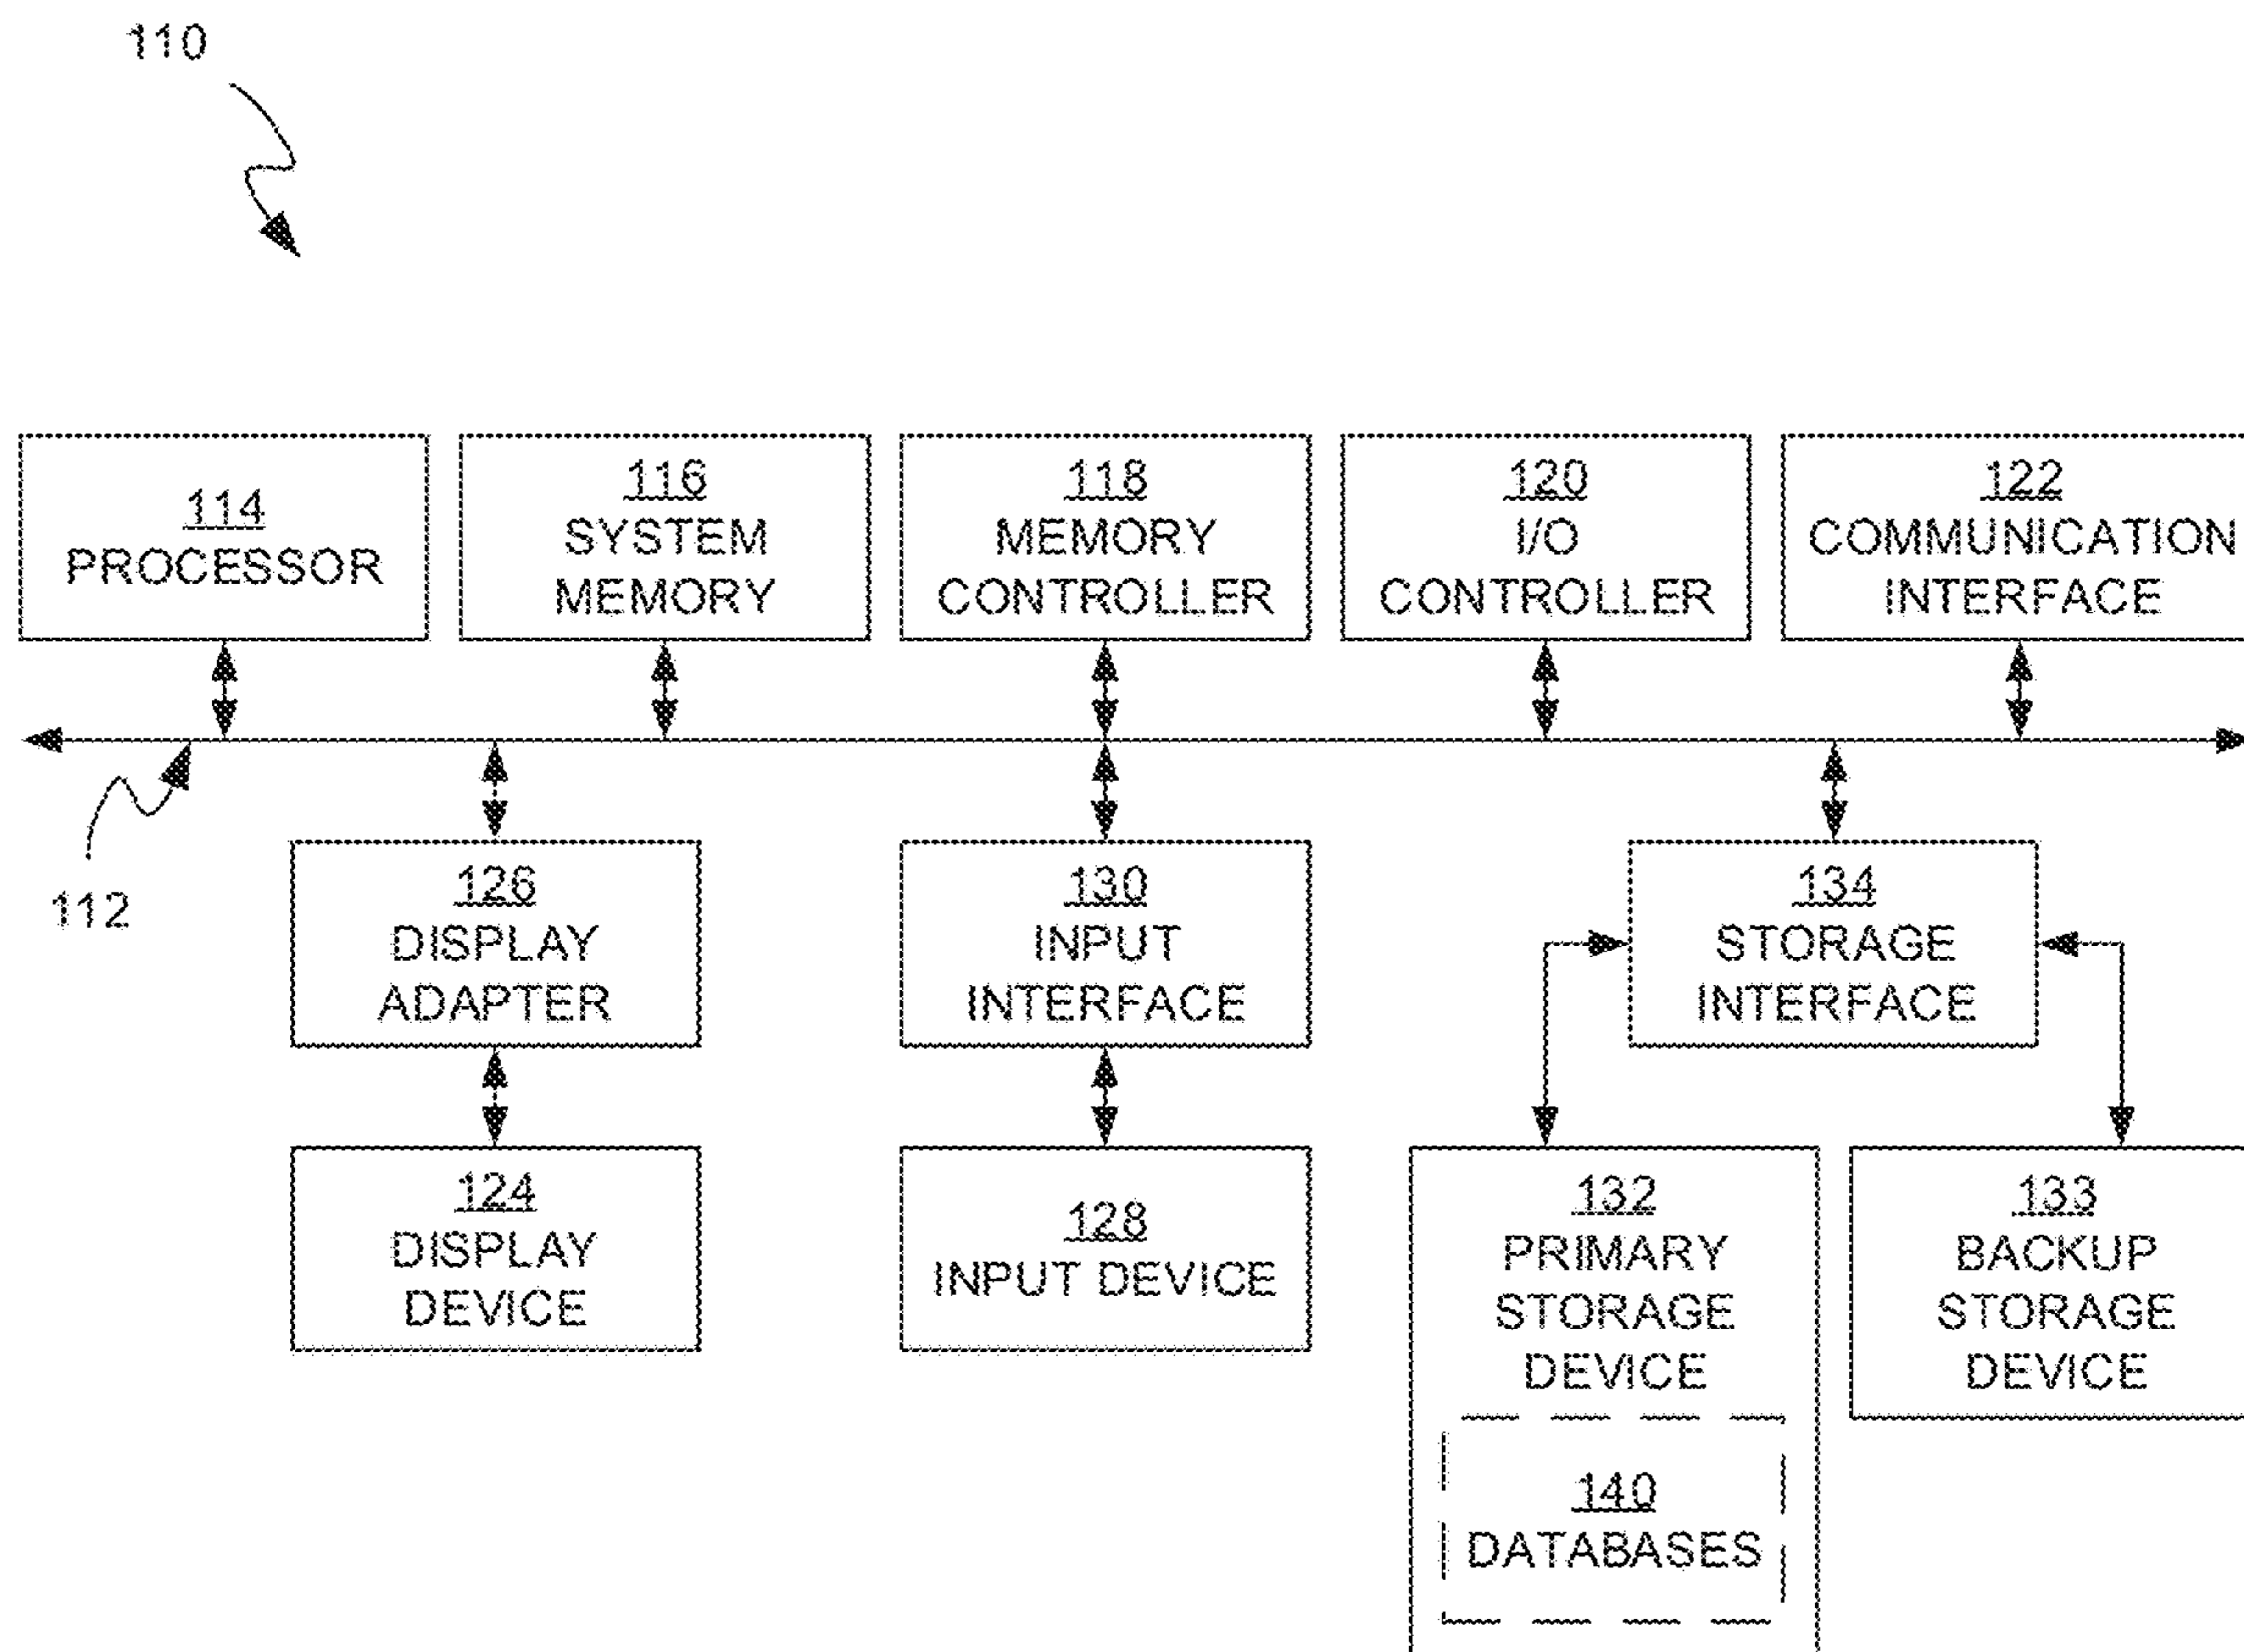 110
114
PROCESSOR
116
SYSTEM
MEMORY
118
MEMORY
CONTROLLER
120
I/O
CONTROLLER
122
COMMUNICATION
INTERFACE
112
126
DISPLAY
ADAPTER
130
INPUT
INTERFACE
134
STORAGE
INTERFACE
124
DISPLAY
DEVICE
128
INPUT DEVICE
132
PRIMARY
STORAGE
DEVICE
133
BACKUP
STORAGE
DEVICE
140
DATABASES